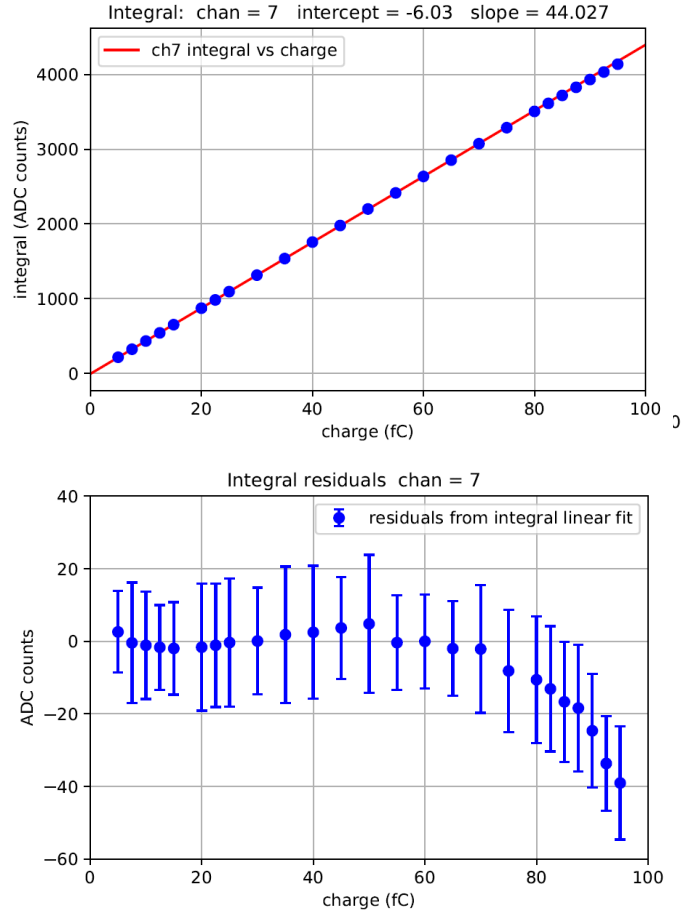 Integral:  chan = 7   intercept = -6.03   slope = 44.027
ch7 integral vs charge
integral (ADC counts)
4000
3000
2000
1000
0
0 20 40 60 80 100
charge (fC)
0
Integral residuals  chan = 7
residuals from integral linear fit
ADC counts
40
20
0
−20
−40
−60
0 20 40 60 80 100
charge (fC)